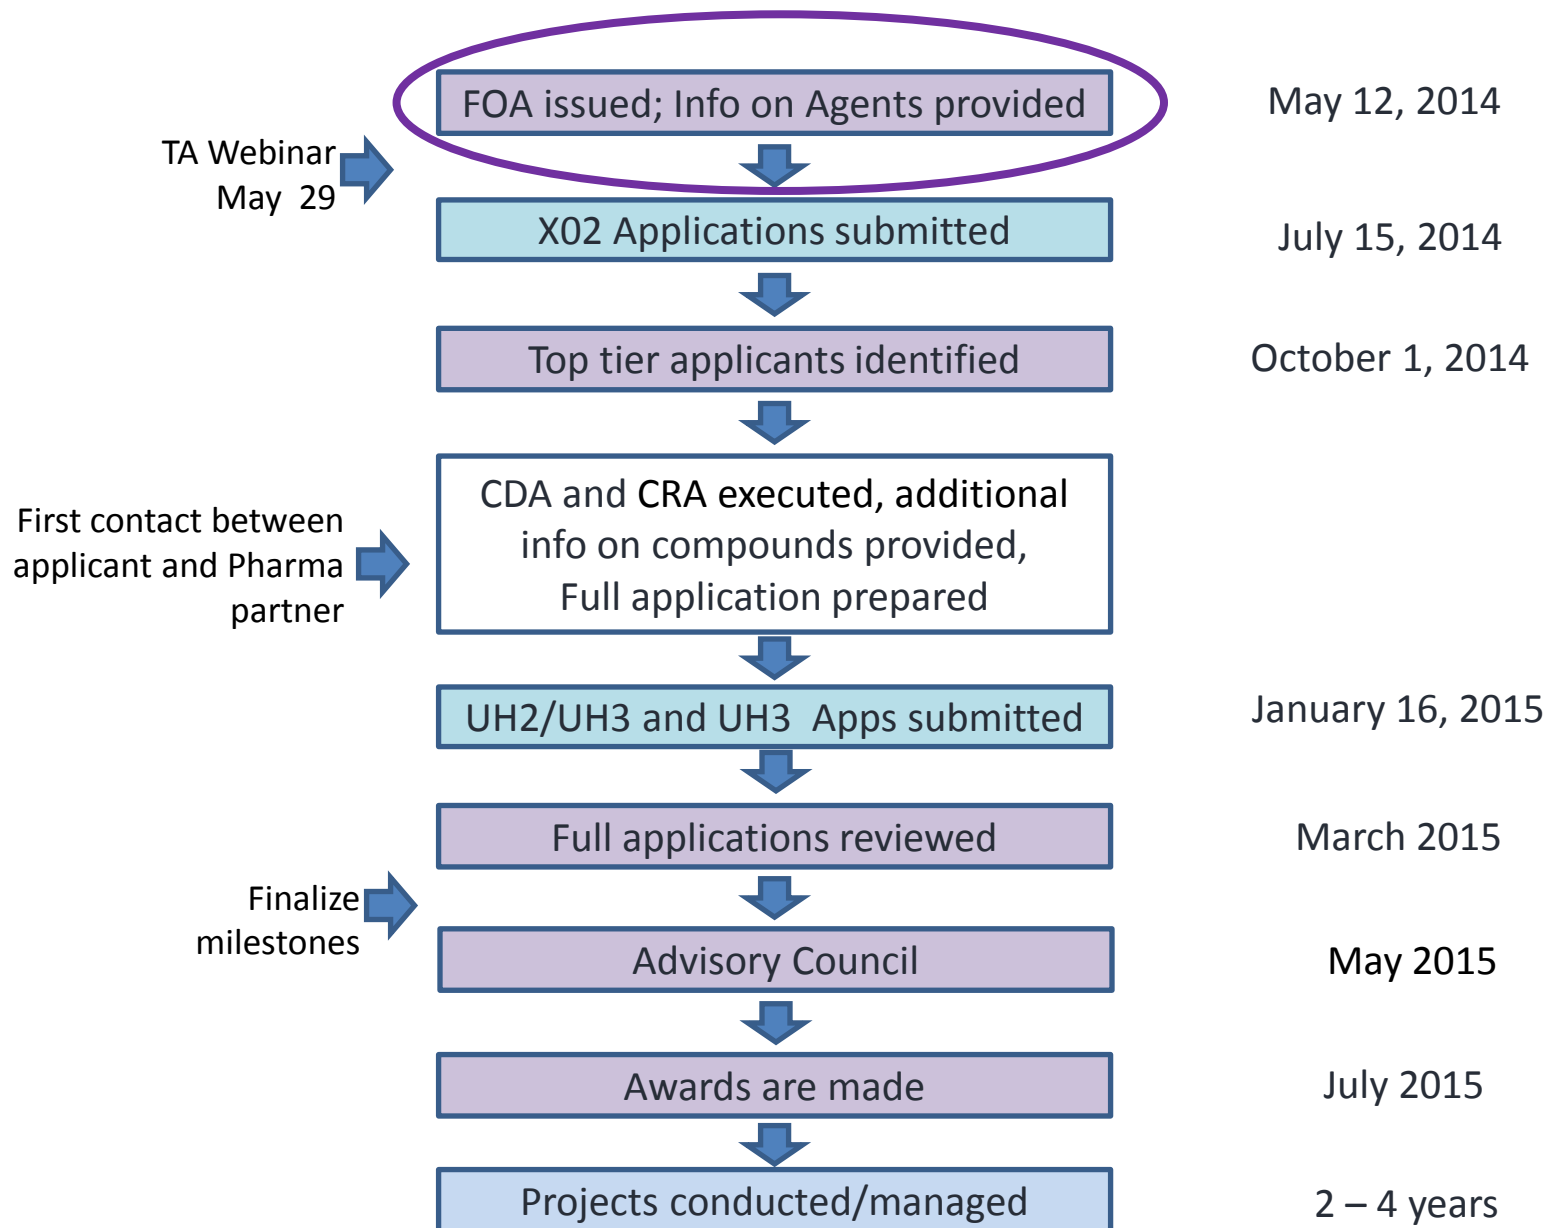 FOA issued; Info on Agents provided
May 12, 2014
TA Webinar
May 29
X02 Applications submitted
July 15, 2014
Top tier applicants identified
October 1, 2014
First contact between
applicant and Pharma
partner
CDA and CRA executed, additional
info on compounds provided,
Full application prepared
UH2/UH3 and UH3 Apps submitted
January 16, 2015
Full applications reviewed
March 2015
Finalize
milestones
Advisory Council
May 2015
Awards are made
July 2015
Projects conducted/managed
2 – 4 years